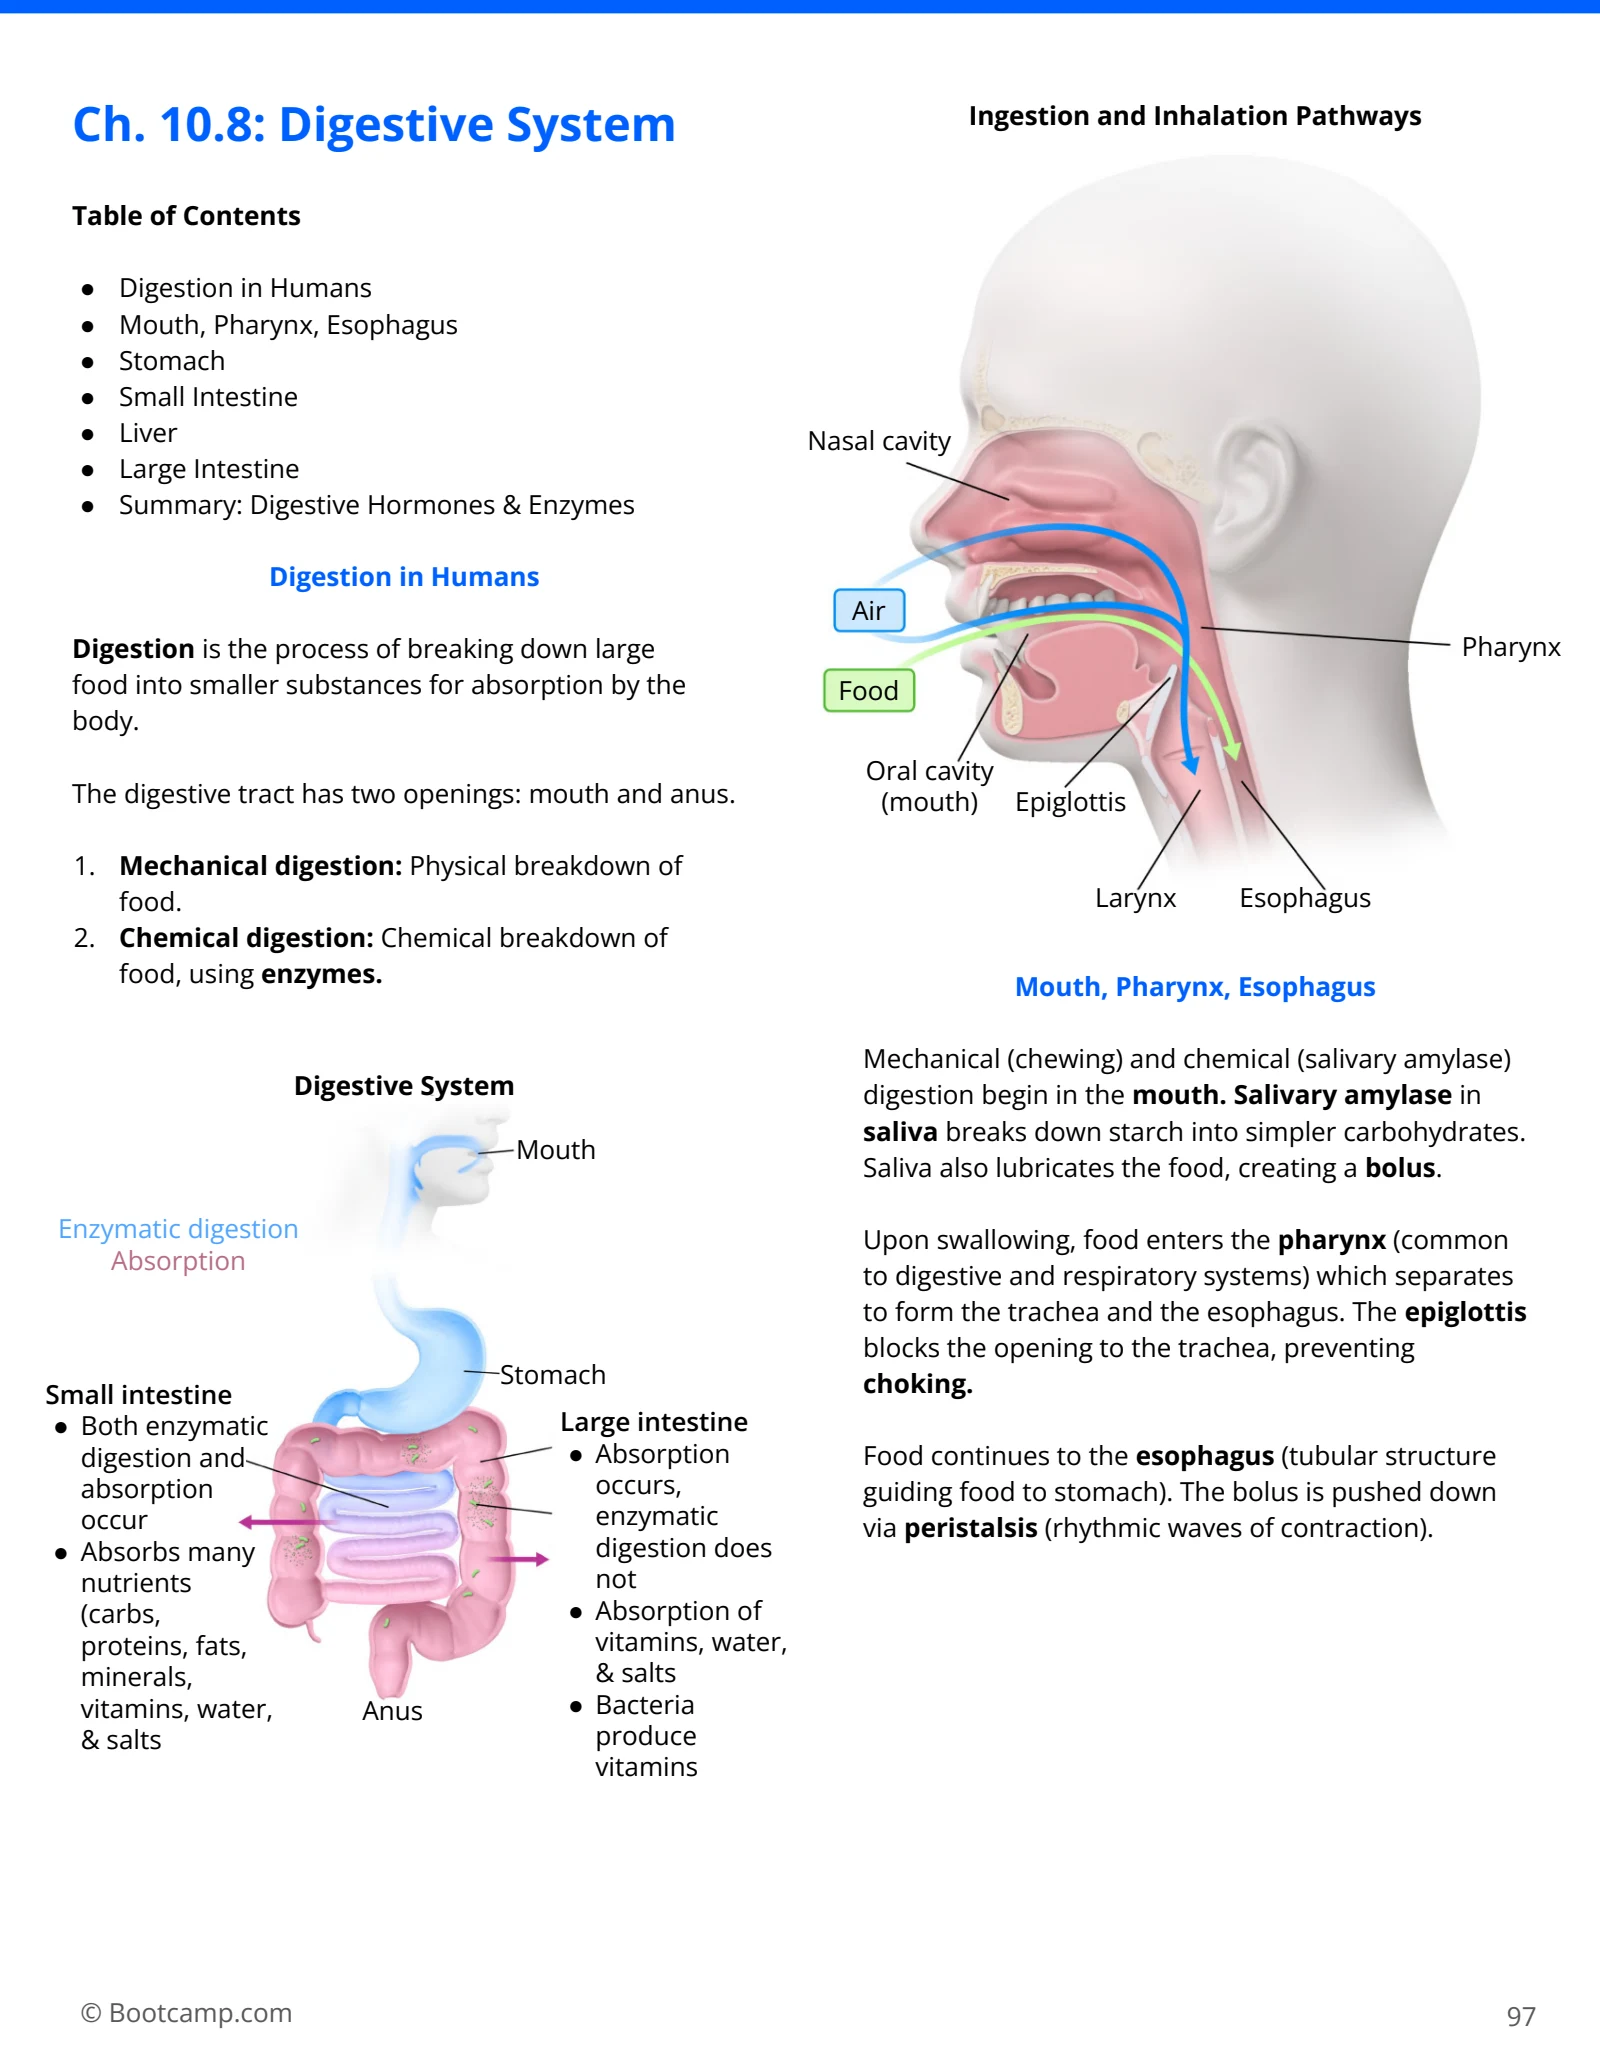 Ch. 10.8: Digestive System
Table of Contents
● Digestion in Humans
● Mouth, Pharynx, Esophagus
● Stomach
● Small Intestine
● Liver
● Large Intestine
● Summary: Digestive Hormones & Enzymes
Digestion in Humans
Digestion is the process of breaking down large
food into smaller substances for absorption by the
body.
The digestive tract has two openings: mouth and anus.
1. Mechanical digestion: Physical breakdown of
food.
2. Chemical digestion: Chemical breakdown of
food, using enzymes.
Digestive System
Mouth
Enzymatic digestion
Absorption
Stomach
Small intestine
● Both enzymatic
digestion and
absorption
occur
● Absorbs many
nutrients
(carbs,
proteins, fats,
minerals,
vitamins, water,
& salts
Large intestine
● Absorption
occurs,
enzymatic
digestion does
not
● Absorption of
vitamins, water,
& salts
● Bacteria
produce
vitamins
Anus
Ingestion and Inhalation Pathways
Nasal cavity
Air
Food
Pharynx
Oral cavity
(mouth)
Epiglottis
Larynx
Esophagus
Mouth, Pharynx, Esophagus
Mechanical (chewing) and chemical (salivary amylase)
digestion begin in the mouth. Salivary amylase in
saliva breaks down starch into simpler carbohydrates.
Saliva also lubricates the food, creating a bolus.
Upon swallowing, food enters the pharynx (common
to digestive and respiratory systems) which separates
to form the trachea and the esophagus. The epiglottis
blocks the opening to the trachea, preventing
choking.
Food continues to the esophagus (tubular structure
guiding food to stomach). The bolus is pushed down
via peristalsis (rhythmic waves of contraction).
© Bootcamp.com
97